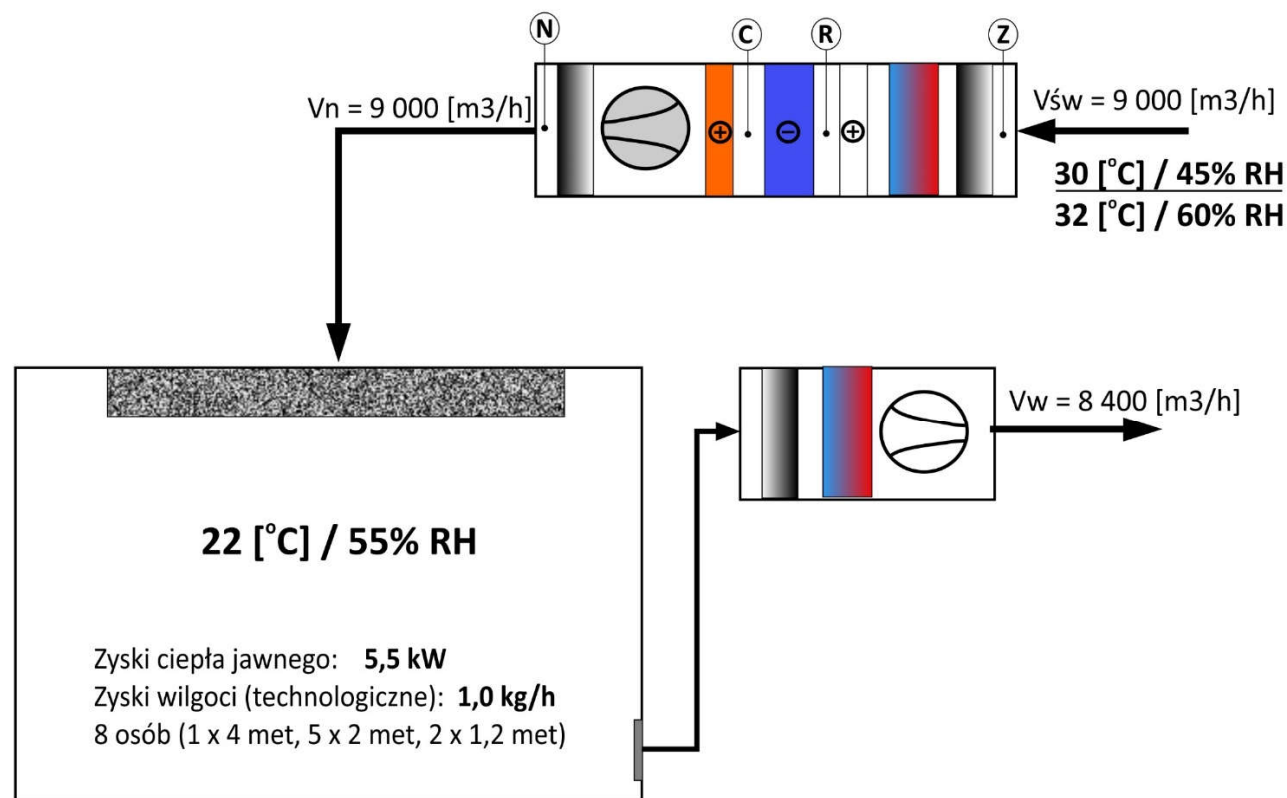 N
C
R
Z
Vn = 9 000 [m3/h]
Vśw = 9 000 [m3/h]
30 [°C] / 45% RH
32 [°C] / 60% RH
Vw = 8 400 [m3/h]
22 [°C] / 55% RH
Zyski ciepła jawnego: 5,5 kW
Zyski wilgoci (technologiczne): 1,0 kg/h
8 osób (1 x 4 met, 5 x 2 met, 2 x 1,2 met)